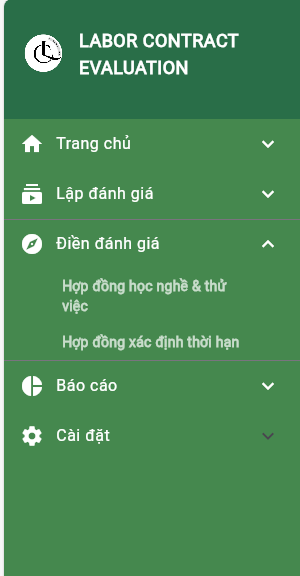 LABOR CONTRACT
EVALUATION
Trang chủ
Lập đánh giá
Điền đánh giá
Hợp đồng học nghề & thử
việc
Hợp đồng xác định thời hạn
Báo cáo
Cài đặt